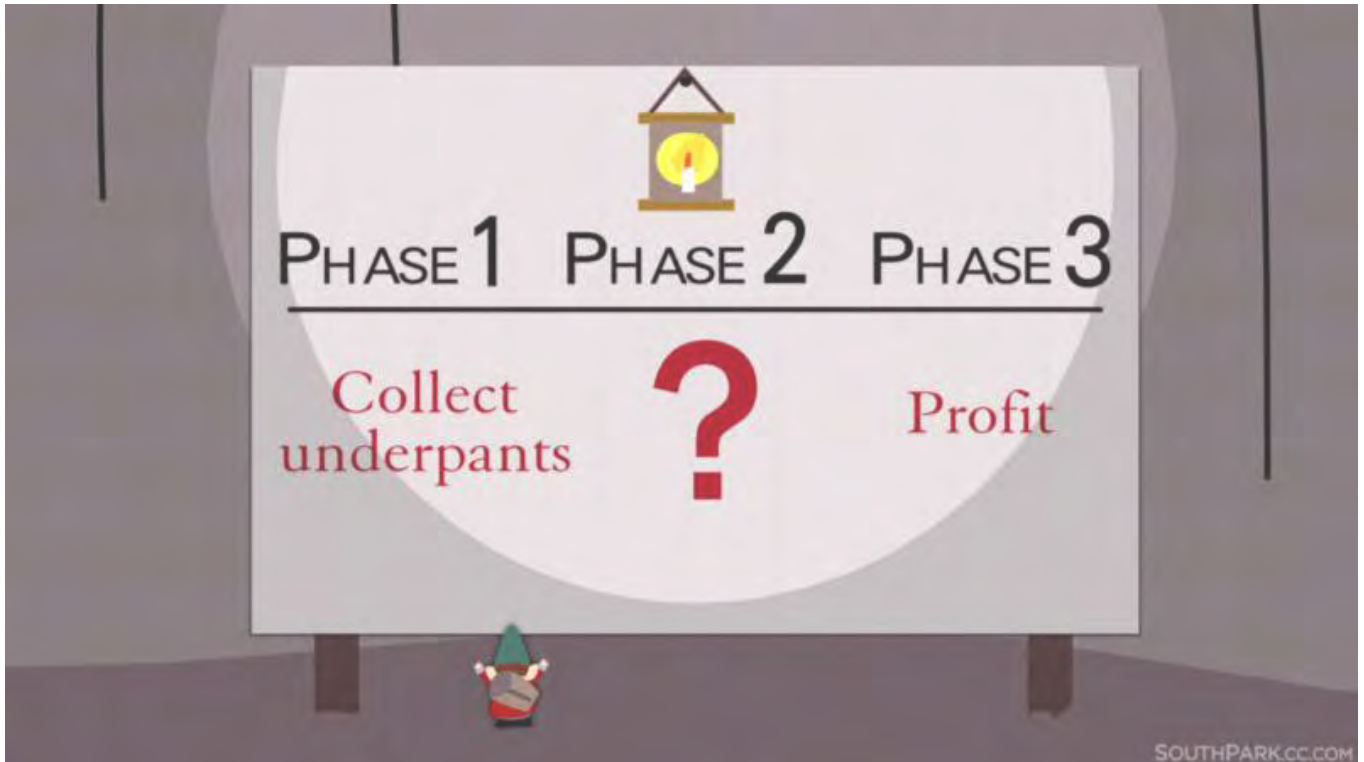 PHASE 1 PHASE 2 PHASE 3
Collect
underpants
?
Profit
SOUTHPARK.CC.COM